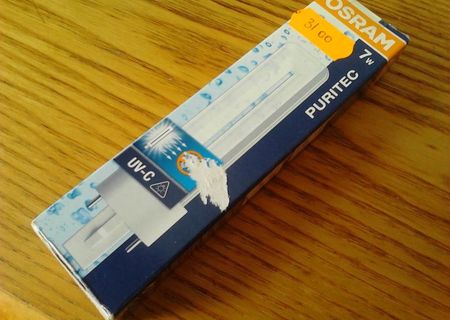 OSRAM
31 00
7W
PURITEC
UV-C